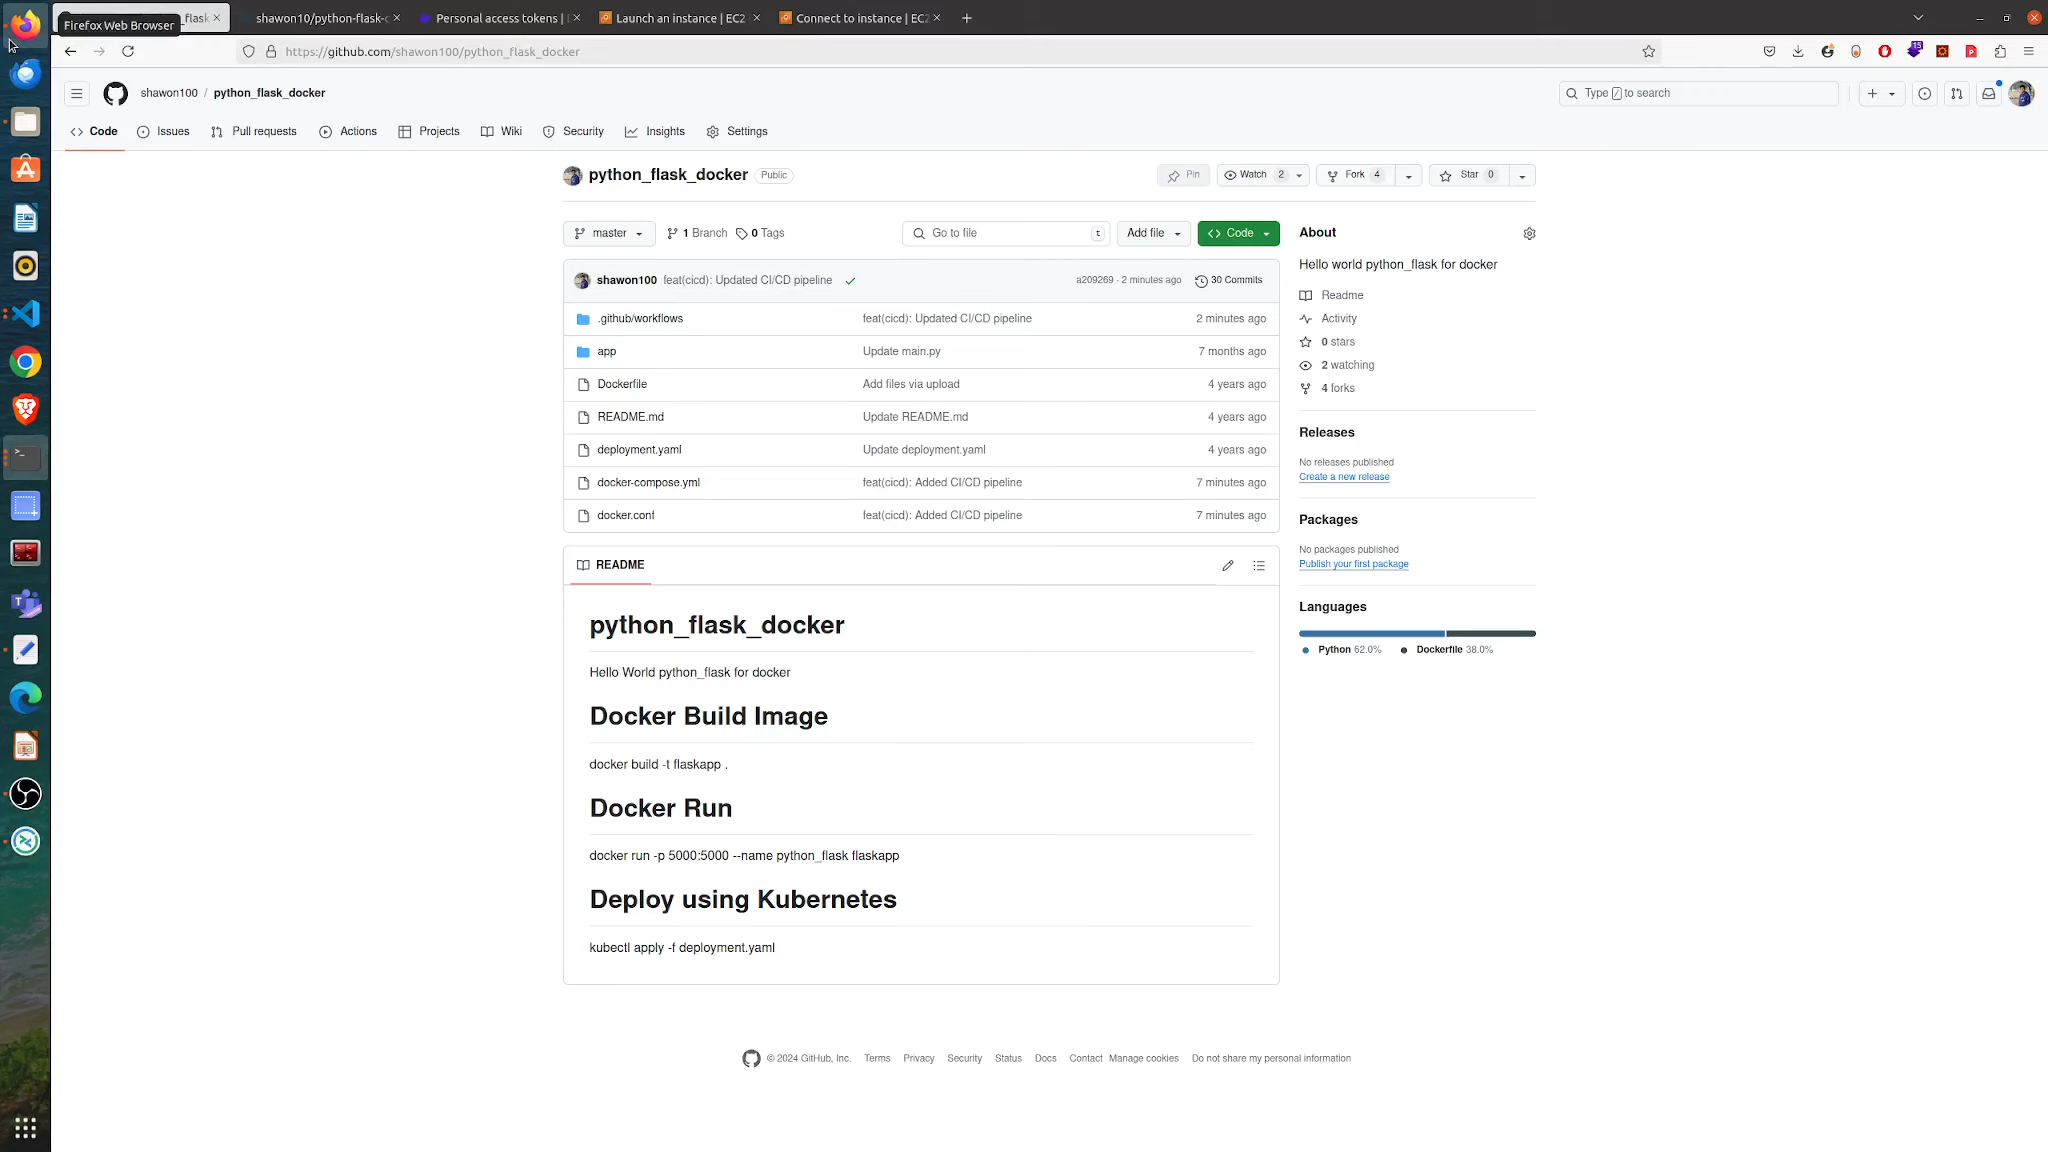 Firefox Web Browser
_flask
shawon10/python-flask-c
Personal access tokens | D
Launch an instance | EC2
Connect to instance | EC2
https://github.com/shawon100/python_flask_docker
15
shawon100 / python_flask_docker
Type / to search
Code
Issues
Pull requests
Actions
Projects
Wiki
Security
Insights
Settings
python_flask_docker
Public
Pin
Watch 2
Fork 4
Star 0
master
1 Branch
0 Tags
Go to file
t
Add file
Code
shawon100 feat(cicd): Updated CI/CD pipeline
a209269 · 2 minutes ago
30 Commits
.github/workflows feat(cicd): Updated CI/CD pipeline 2 minutes ago
app Update main.py 7 months ago
Dockerfile Add files via upload 4 years ago
README.md Update README.md 4 years ago
deployment.yaml Update deployment.yaml 4 years ago
docker-compose.yml feat(cicd): Added CI/CD pipeline 7 minutes ago
docker.conf feat(cicd): Added CI/CD pipeline 7 minutes ago
README
python_flask_docker
Hello World python_flask for docker
Docker Build Image
docker build -t flaskapp .
Docker Run
docker run -p 5000:5000 --name python_flask flaskapp
Deploy using Kubernetes
kubectl apply -f deployment.yaml
About
Hello world python_flask for docker
Readme
Activity
0 stars
2 watching
4 forks
Releases
No releases published
Create a new release
Packages
No packages published
Publish your first package
Languages
Python 62.0%
Dockerfile 38.0%
© 2024 GitHub, Inc.
Terms
Privacy
Security
Status
Docs
Contact
Manage cookies
Do not share my personal information